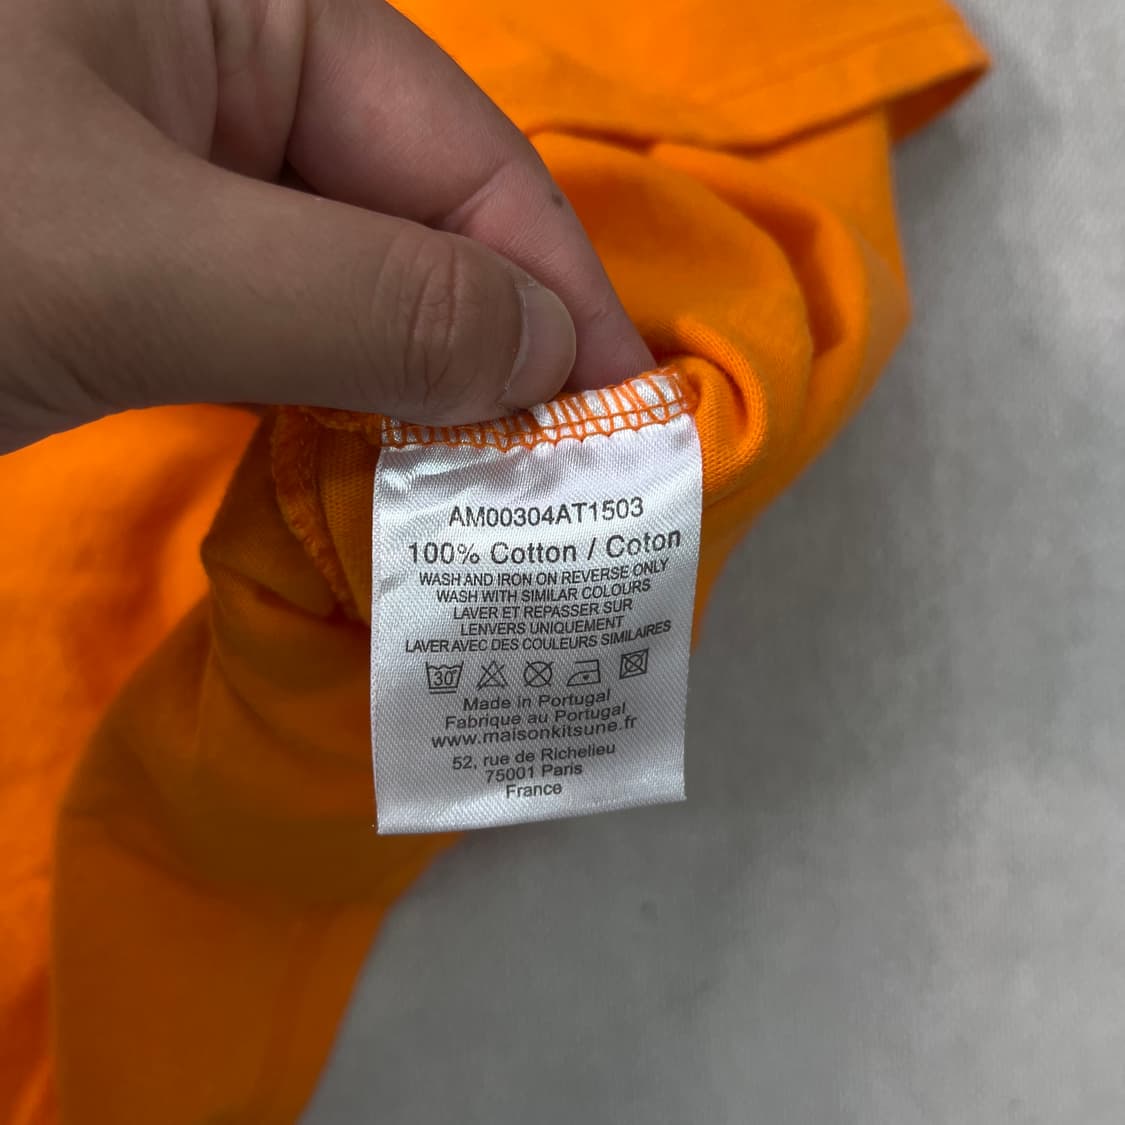 AM00304AT1503
100% Cotton / Coton
WASH AND IRON ON REVERSE ONLY
WASH WITH SIMILAR COLOURS
LAVER ET REPASSER SUR
LENVERS UNIQUEMENT
LAVER AVEC DES COULEURS SIMILAIRES
30°
Made in Portugal
Fabrique au Portugal
www.maisonkitsune.fr
52, rue de Richelieu
75001 Paris
France